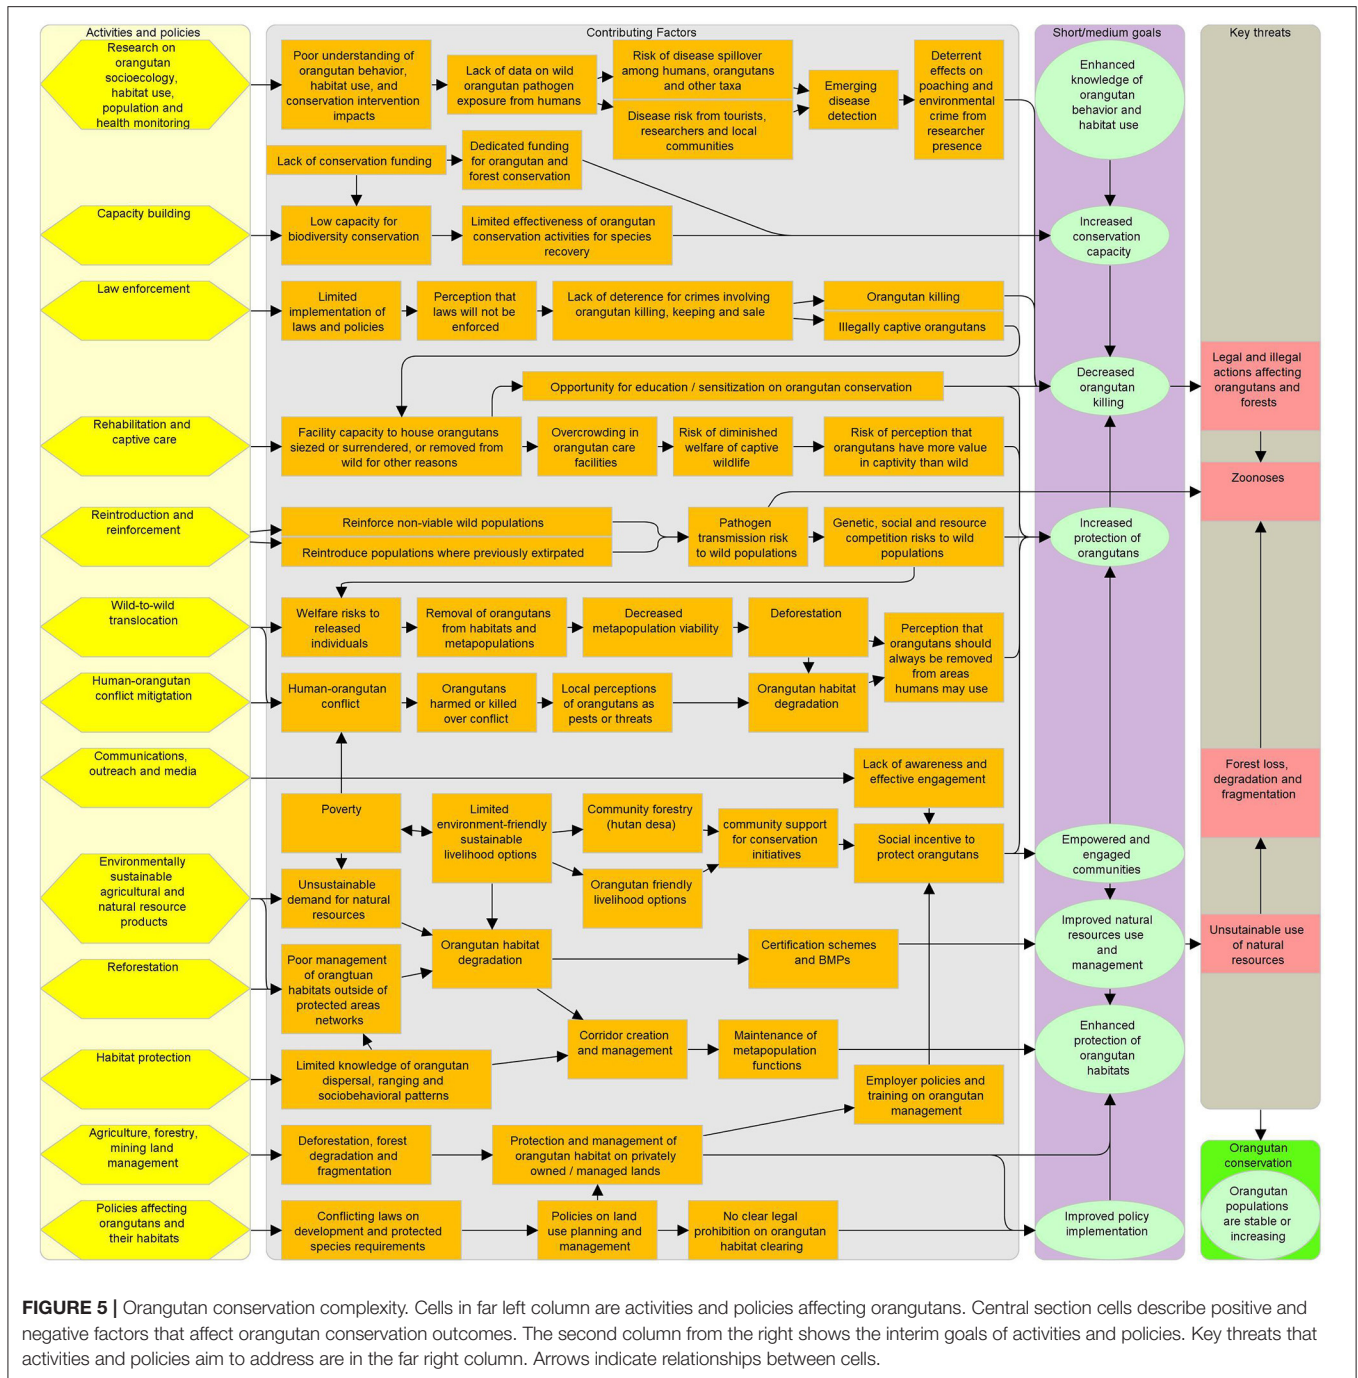 Activities and policies
Research on
orangutan
socioecology,
habitat use,
population and
health monitoring
Capacity building
Law enforcement
Rehabilitation and
captive care
Reintroduction and
reinforcement
Wild-to-wild
translocation
Human-orangutan
conflict mitigtation
Communications,
outreach and media
Environmentally
sustainable
agricultural and
natural resource
products
Reforestation
Habitat protection
Agriculture, forestry,
mining land
management
Policies affecting
orangutans and
their habitats
Contributing Factors
Poor understanding of
orangutan behavior,
habitat use, and
conservation intervention
impacts
Lack of data on wild
orangutan pathogen
exposure from humans
Risk of disease spillover
among humans, orangutans
and other taxa
Disease risk from tourists,
researchers and local
communities
Emerging
disease
detection
Deterrent
effects on
poaching and
environmental
crime from
researcher
presence
Lack of conservation funding
Dedicated funding
for orangutan and
forest conservation
Low capacity for
biodiversity conservation
Limited effectiveness of orangutan
conservation activities for species
recovery
Limited
implementation of
laws and policies
Perception that
laws will not be
enforced
Lack of deterence for crimes involving
orangutan killing, keeping and sale
Orangutan killing
Illegally captive orangutans
Opportunity for education / sensitization on orangutan conservation
Facility capacity to house orangutans
siezed or surrendered, or removed from
wild for other reasons
Overcrowding in
orangutan care
facilities
Risk of diminished
welfare of captive
wildlife
Risk of perception that
orangutans have more value
in captivity than wild
Reinforce non-viable wild populations
Reintroduce populations where previously extirpated
Pathogen
transmission risk
to wild populations
Genetic, social and resource
competition risks to wild
populations
Welfare risks to
released
individuals
Removal of orangutans
from habitats and
metapopulations
Decreased
metapopulation viability
Deforestation
Perception that
orangutans should
always be removed
from areas
humans may use
Human-orangutan
conflict
Orangutans
harmed or killed
over conflict
Local perceptions
of orangutans as
pests or threats
Orangutan habitat
degradation
Lack of awareness and
effective engagement
Poverty
Limited
environment-friendly
sustainable
livelihood options
Community forestry
(hutan desa)
community support
for conservation
initiatives
Social incentive to
protect orangutans
Orangutan friendly
livelihood options
Unsustainable
demand for natural
resources
Orangutan habitat
degradation
Certification schemes
and BMPs
Poor management
of orangtuan
habitats outside of
protected areas
networks
Corridor creation
and management
Maintenance of
metapopulation
functions
Limited knowledge of orangutan
dispersal, ranging and
sociobehavioral patterns
Employer policies and
training on orangutan
management
Deforestation, forest
degradation and
fragmentation
Protection and management of
orangutan habitat on privately
owned / managed lands
Conflicting laws on
development and protected
species requirements
Policies on land
use planning and
management
No clear legal
prohibition on orangutan
habitat clearing
Short/medium goals
Enhanced
knowledge of
orangutan
behavior and
habitat use
Increased
conservation
capacity
Decreased
orangutan
killing
Increased
protection of
orangutans
Empowered and
engaged
communities
Improved natural
resources use
and
management
Enhanced
protection of
orangutan
habitats
Improved policy
implementation
Key threats
Legal and illegal
actions affecting
orangutans and
forests
Zoonoses
Forest loss,
degradation and
fragmentation
Unsutainable use
of natural
resources
Orangutan
conservation
Orangutan
populations
are stable or
increasing
FIGURE 5 | Orangutan conservation complexity. Cells in far left column are activities and policies affecting orangutans. Central section cells describe positive and
negative factors that affect orangutan conservation outcomes. The second column from the right shows the interim goals of activities and policies. Key threats that
activities and policies aim to address are in the far right column. Arrows indicate relationships between cells.